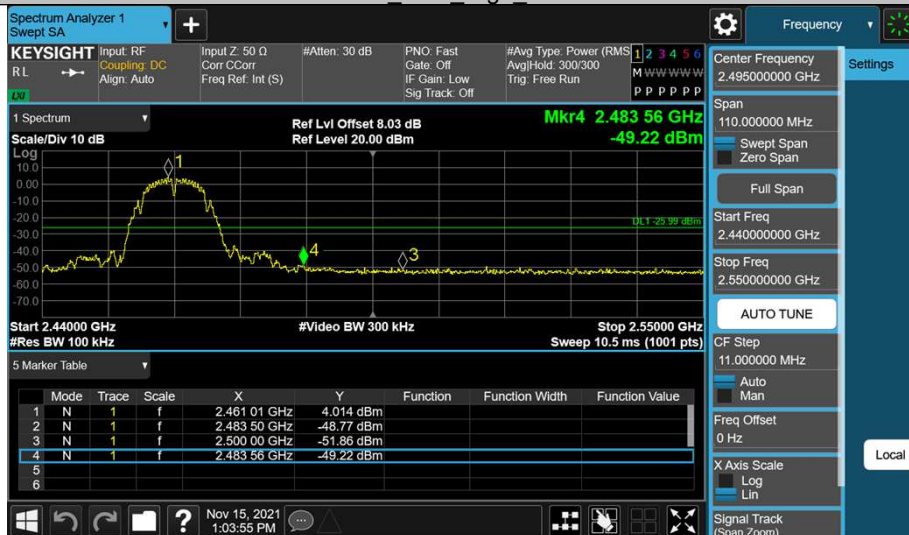 Spectrum Analyzer 1
Swept SA
Frequency
KEYSIGHT
RL
LXI
Input: RF
Coupling: DC
Align: Auto
Input Z: 50 Ω
Corr CCorr
Freq Ref: Int (S)
#Atten: 30 dB
PNO: Fast
Gate: Off
IF Gain: Low
Sig Track: Off
#Avg Type: Power (RMS
Avg|Hold: 300/300
Trig: Free Run
1 2 3 4 5 6
M W W W W W
P P P P P P
1 Spectrum
Scale/Div 10 dB
Ref Lvl Offset 8.03 dB
Ref Level 20.00 dBm
Mkr4 2.483 56 GHz
-49.22 dBm
Log
10.0
0.00
-10.0
-20.0
-30.0
-40.0
-50.0
-60.0
-70.0
1
4
3
DL1 -25.99 dBm
Start 2.44000 GHz
#Res BW 100 kHz
#Video BW 300 kHz
Stop 2.55000 GHz
Sweep 10.5 ms (1001 pts)
5 Marker Table
Mode Trace Scale X Y Function Function Width Function Value
1 N 1 f 2.461 01 GHz 4.014 dBm
2 N 1 f 2.483 50 GHz -48.77 dBm
3 N 1 f 2.500 00 GHz -51.86 dBm
4 N 1 f 2.483 56 GHz -49.22 dBm
5
6
Nov 15, 2021
1:03:55 PM
Center Frequency
2.495000000 GHz
Span
110.000000 MHz
Swept Span
Zero Span
Full Span
Start Freq
2.440000000 GHz
Stop Freq
2.550000000 GHz
AUTO TUNE
CF Step
11.000000 MHz
Auto
Man
Freq Offset
0 Hz
X Axis Scale
Log
Lin
Signal Track
(Span Zoom)
Settings
Local